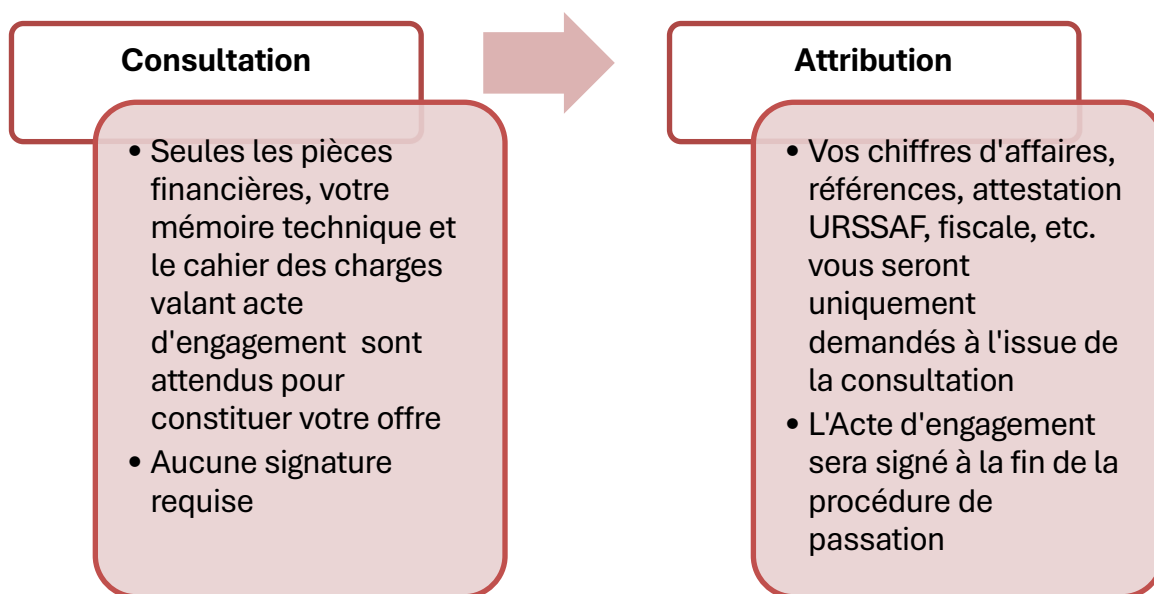 Consultation
• Seules les pièces
financières, votre
mémoire technique et
le cahier des charges
valant acte
d'engagement  sont
attendus pour
constituer votre offre
• Aucune signature
requise
Attribution
• Vos chiffres d'affaires,
références, attestation
URSSAF, fiscale, etc.
vous seront
uniquement
demandés à l'issue de
la consultation
• L'Acte d'engagement
sera signé à la fin de la
procédure de
passation